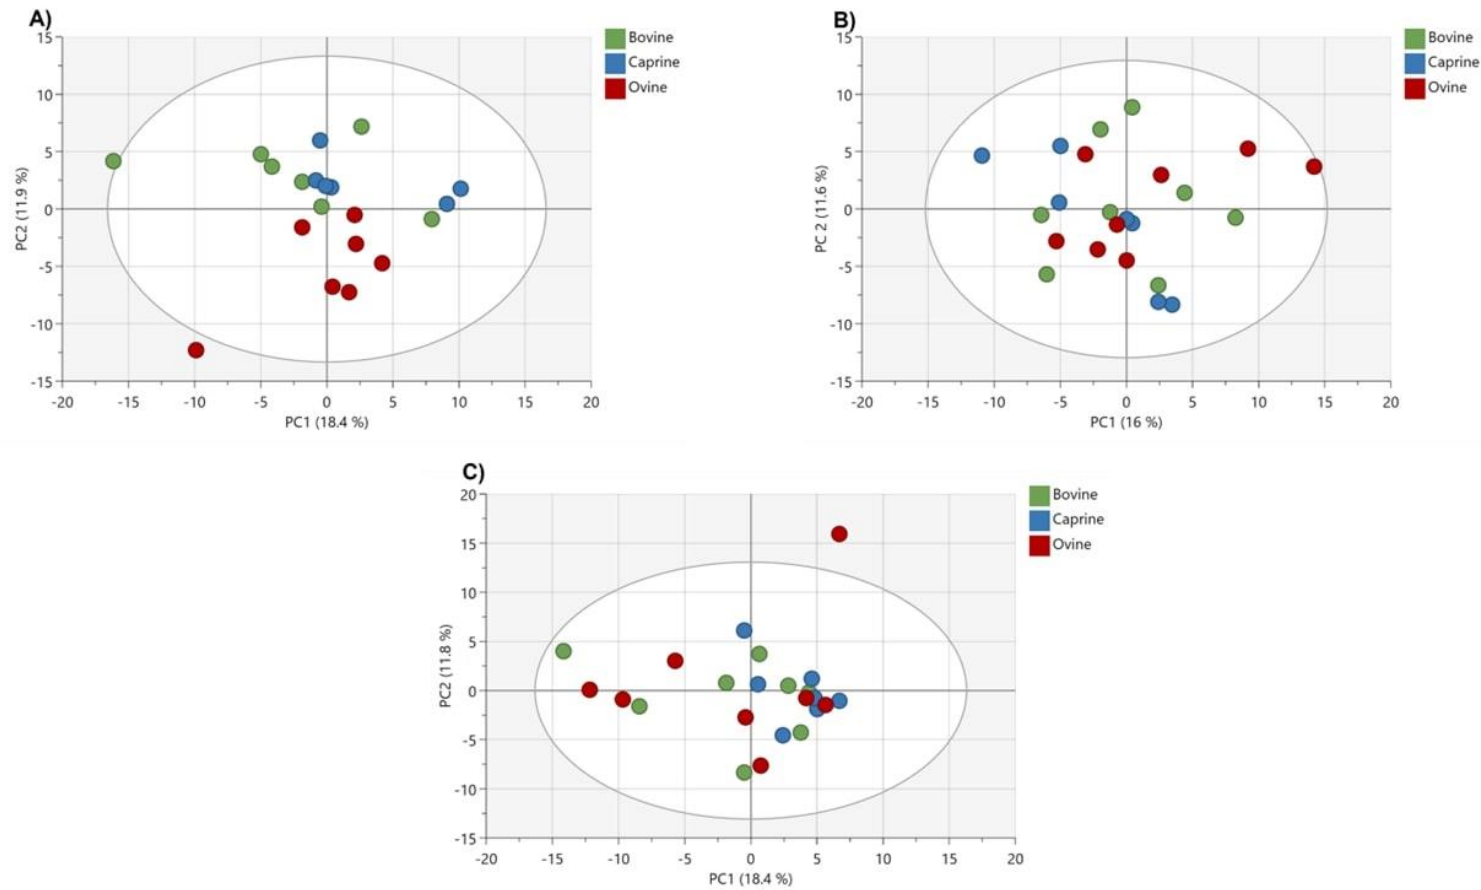 A)
15
10
5
0
-5
-10
-15
PC2 (11.9 %)
-20 -15 -10 -5 0 5 10 15 20
PC1 (18.4 %)
Bovine
Caprine
Ovine
B)
15
10
5
0
-5
-10
-15
PC 2 (11.6 %)
-20 -15 -10 -5 0 5 10 15 20
PC1 (16 %)
Bovine
Caprine
Ovine
C)
20
15
10
5
0
-5
-10
-15
PC2 (11.8 %)
-20 -15 -10 -5 0 5 10 15 20
PC1 (18.4 %)
Bovine
Caprine
Ovine